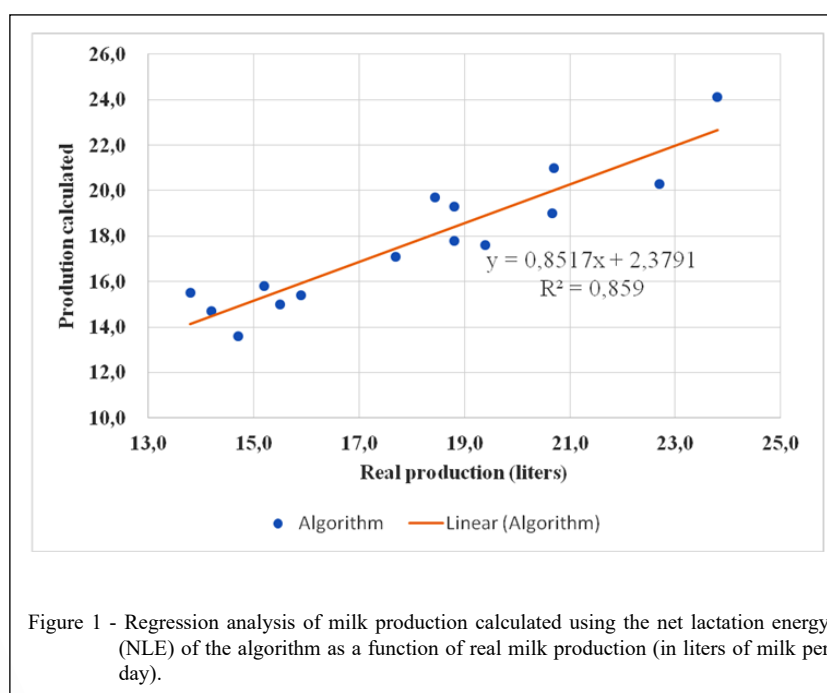 26,0
24,0
22,0
20,0
18,0
16,0
14,0
12,0
10,0
Prodution calculated
y = 0,8517x + 2,3791
R² = 0,859
13,0 15,0 17,0 19,0 21,0 23,0 25,0
Real production (liters)
Algorithm Linear (Algorithm)
Figure 1 - Regression analysis of milk production calculated using the net lactation energy
(NLE) of the algorithm as a function of real milk production (in liters of milk per
day).